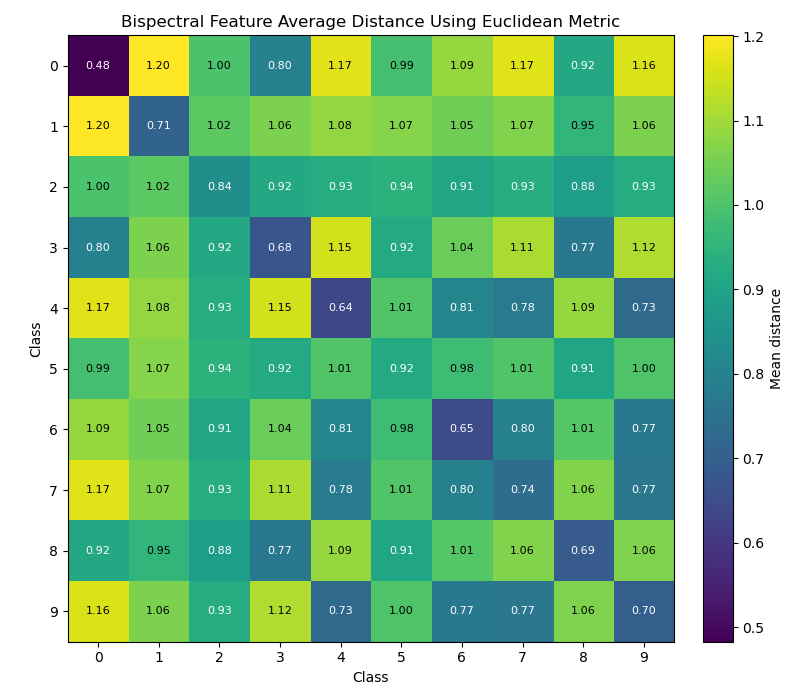 Bispectral Feature Average Distance Using Euclidean Metric
0 0.48 1.20 1.00 0.80 1.17 0.99 1.09 1.17 0.92 1.16
1 1.20 0.71 1.02 1.06 1.08 1.07 1.05 1.07 0.95 1.06
2 1.00 1.02 0.84 0.92 0.93 0.94 0.91 0.93 0.88 0.93
3 0.80 1.06 0.92 0.68 1.15 0.92 1.04 1.11 0.77 1.12
4 1.17 1.08 0.93 1.15 0.64 1.01 0.81 0.78 1.09 0.73
5 0.99 1.07 0.94 0.92 1.01 0.92 0.98 1.01 0.91 1.00
6 1.09 1.05 0.91 1.04 0.81 0.98 0.65 0.80 1.01 0.77
7 1.17 1.07 0.93 1.11 0.78 1.01 0.80 0.74 1.06 0.77
8 0.92 0.95 0.88 0.77 1.09 0.91 1.01 1.06 0.69 1.06
9 1.16 1.06 0.93 1.12 0.73 1.00 0.77 0.77 1.06 0.70
0 1 2 3 4 5 6 7 8 9
Class
Class
1.2
1.1
1.0
0.9
0.8
0.7
0.6
0.5
Mean distance